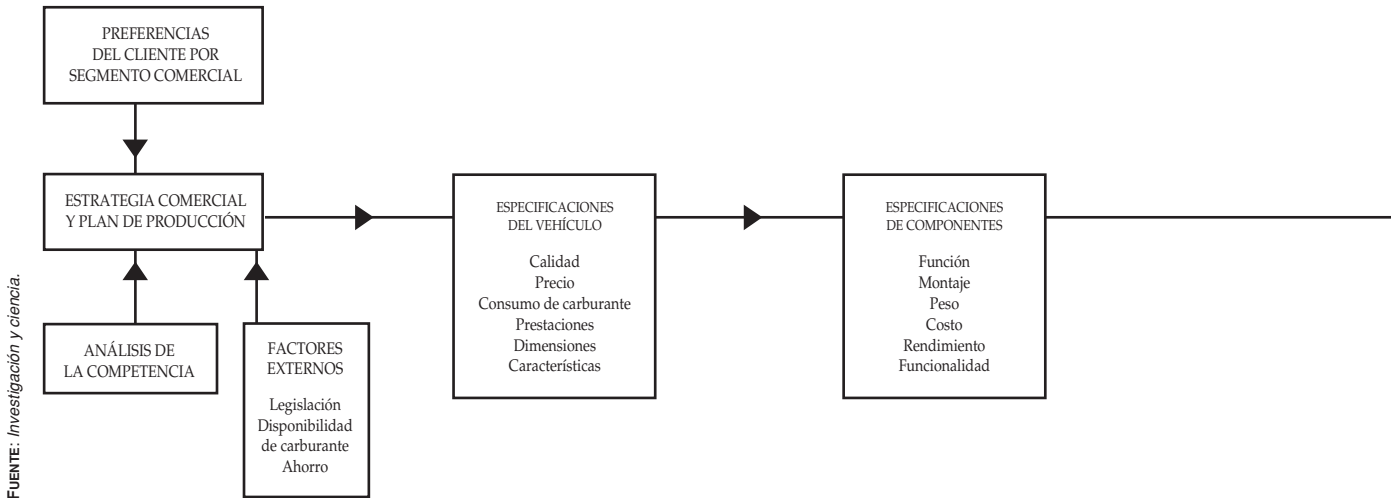 PREFERENCIAS
DEL CLIENTE POR
SEGMENTO COMERCIAL
ESTRATEGIA COMERCIAL
Y PLAN DE PRODUCCIÓN
ANÁLISIS DE
LA COMPETENCIA
FACTORES
EXTERNOS
Legislación
Disponibilidad
de carburante
Ahorro
ESPECIFICACIONES
DEL VEHÍCULO
Calidad
Precio
Consumo de carburante
Prestaciones
Dimensiones
Características
ESPECIFICACIONES
DE COMPONENTES
Función
Montaje
Peso
Costo
Rendimiento
Funcionalidad
FUENTE: Investigación y ciencia.